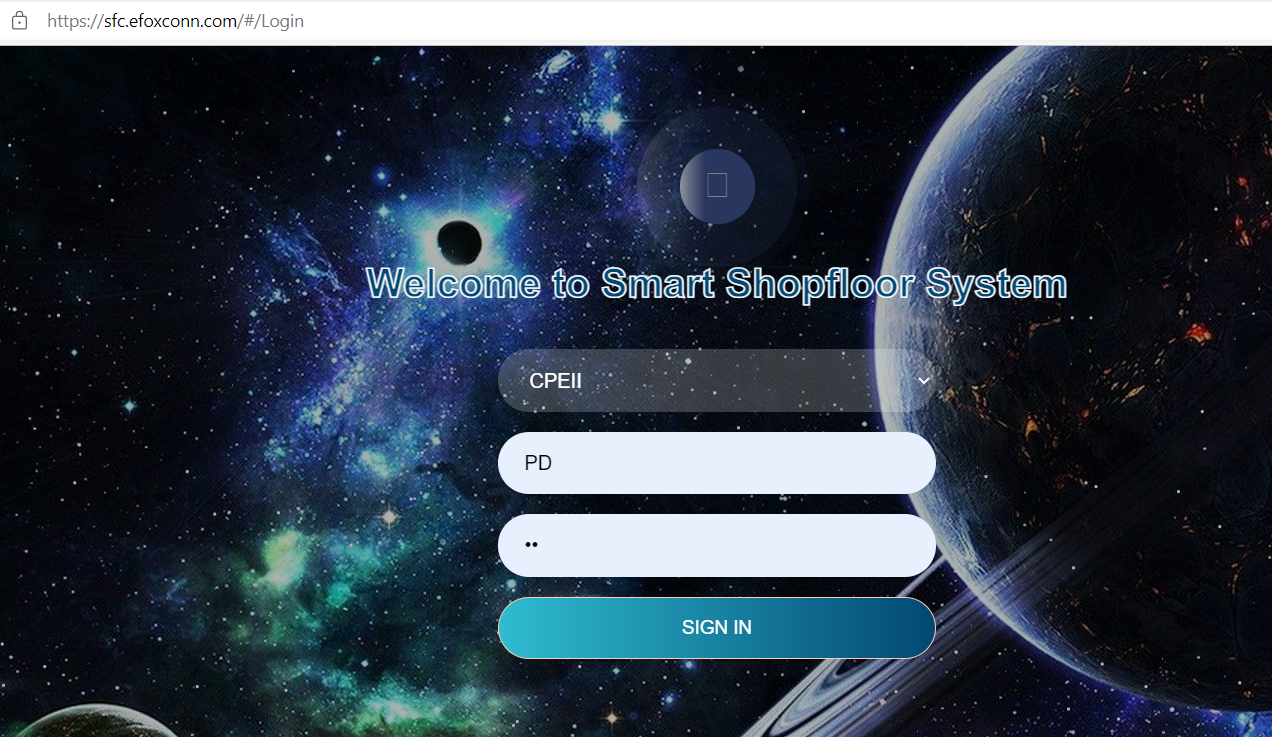 https://sfc.efoxconn.com/#/Login
Welcome to Smart Shopfloor System
CPEII
PD
••
SIGN IN